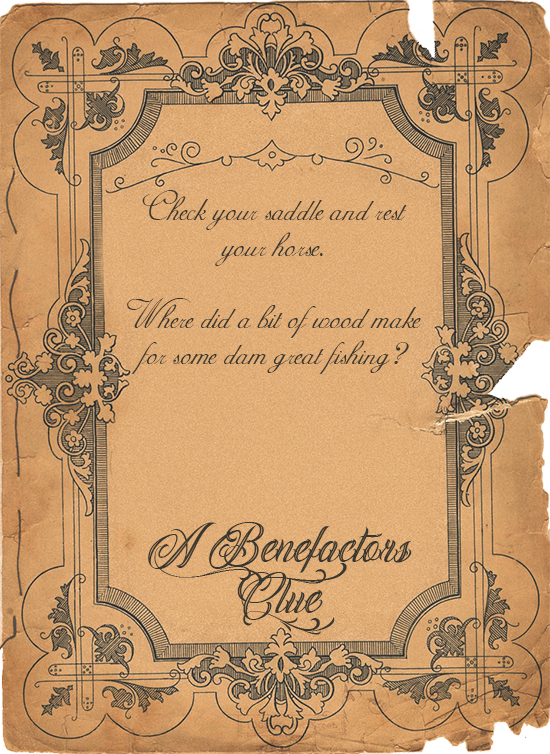 Check your saddle and rest
your horse.
Where did a bit of wood make
for some dam great fishing?
A Benefactors
Clue